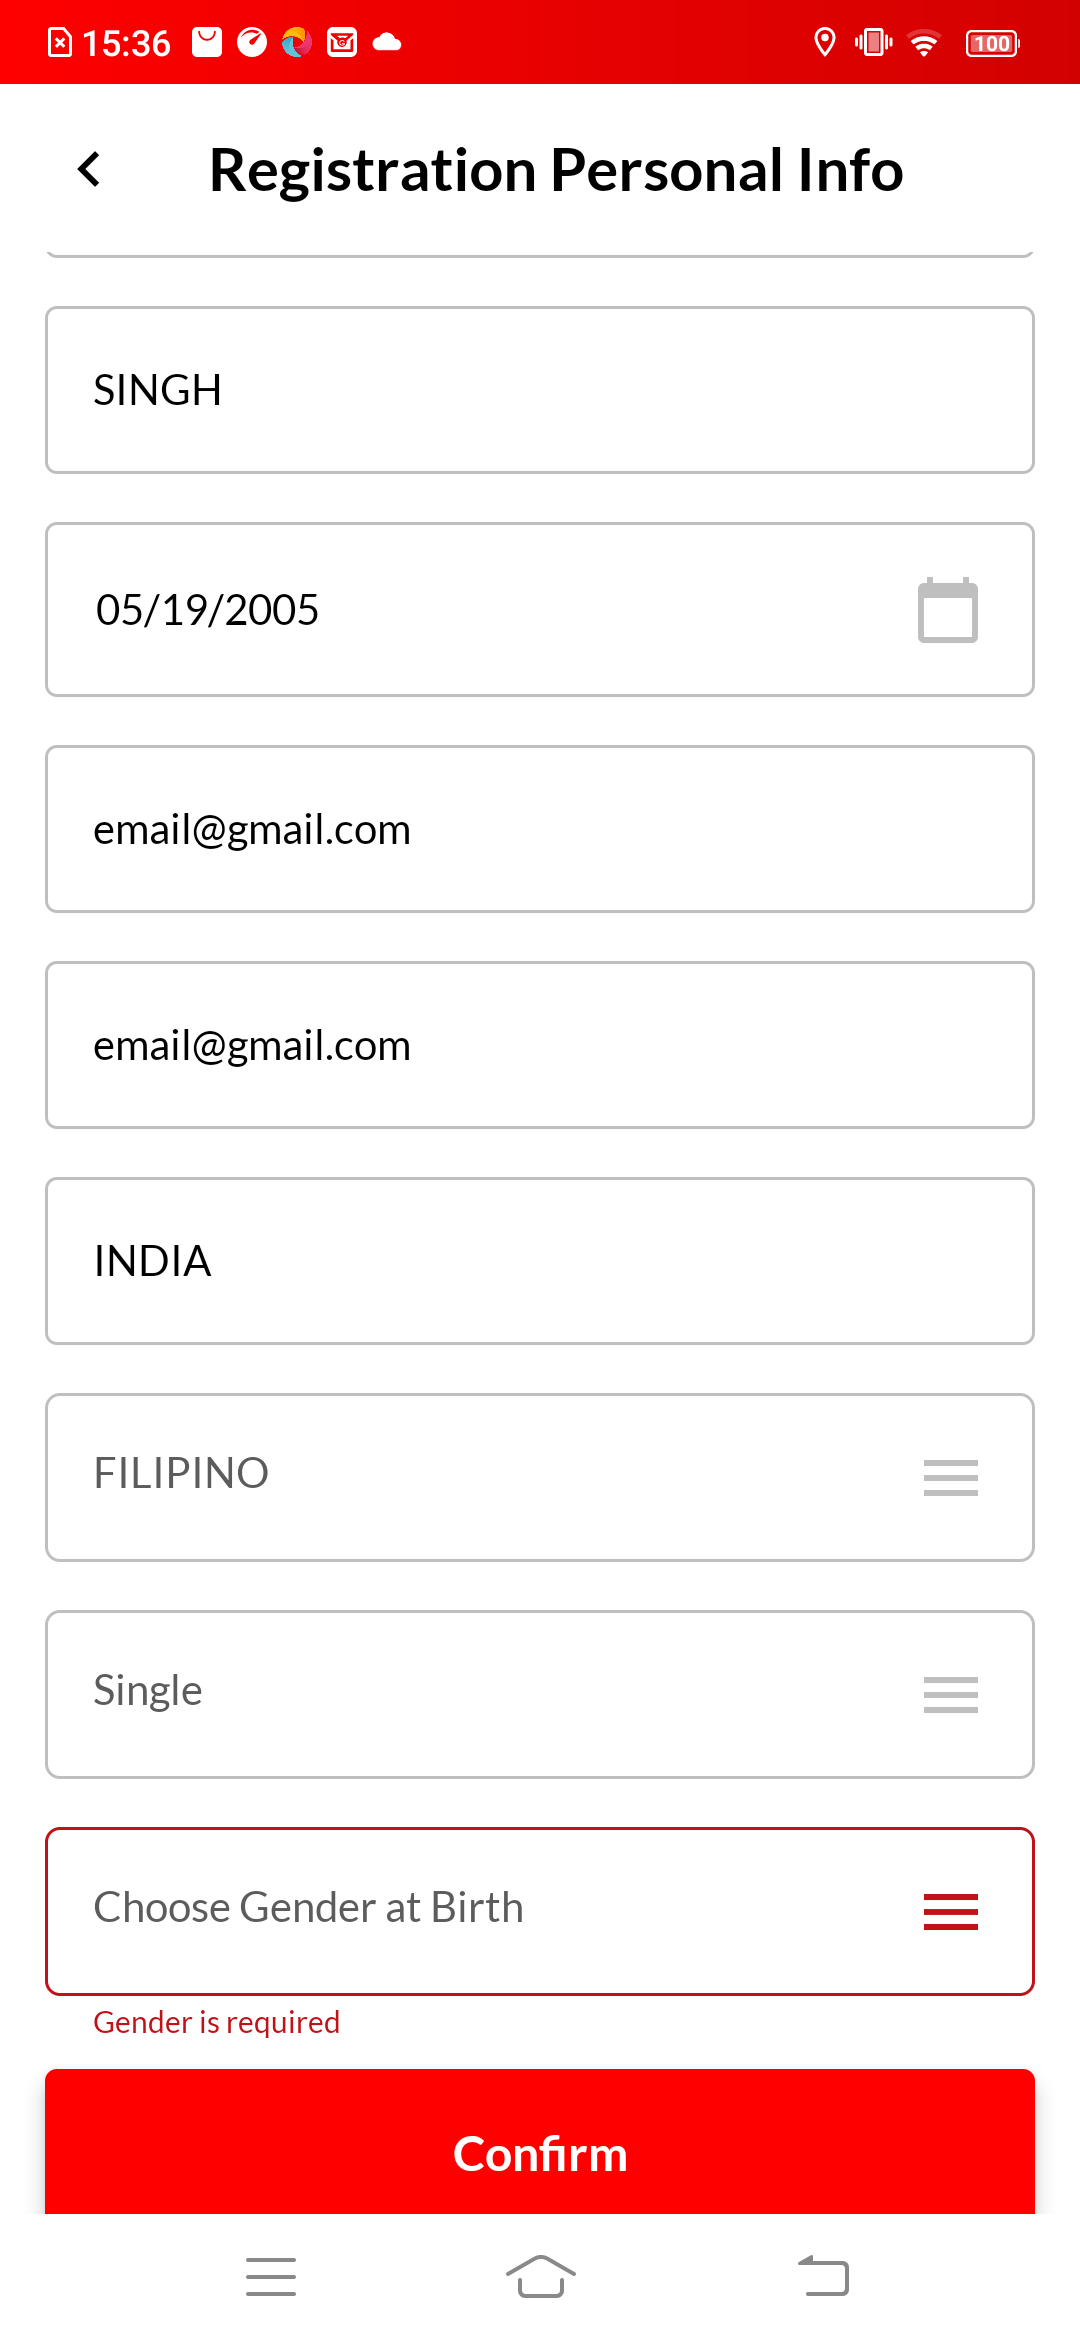 15:36
100
Registration Personal Info
SINGH
05/19/2005
email@gmail.com
email@gmail.com
INDIA
FILIPINO
Single
Choose Gender at Birth
Gender is required
Confirm